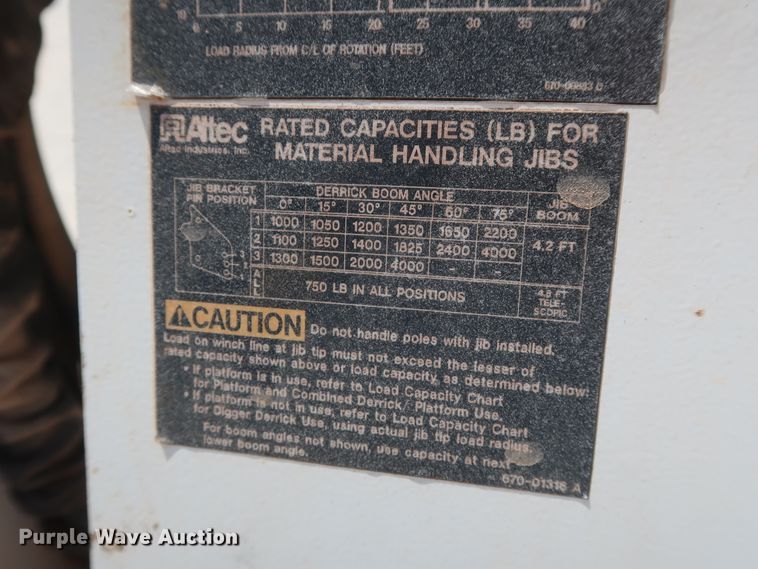 0 5 10 15 20 25 30 35 40
LOAD RADIUS FROM C/L OF ROTATION (FEET)
Altec RATED CAPACITIES (LB) FOR
Altec Industries, Inc. MATERIAL HANDLING JIBS
JIB BRACKET PIN POSITION DERRICK BOOM ANGLE JIB BOOM
0° 15° 30° 45° 60° 75°
1 1000 1050 1200 1350 1650 2200 4.2 FT
2 1100 1250 1400 1825 2400 4000
3 1300 1500 2000 4000 - -
ALL 750 LB IN ALL POSITIONS FT TELE SCOPIC
CAUTION Do not handle poles with jib installed.
Load on winch line at jib tip must not exceed the lesser of
rated capacity shown above or load capacity as determined below:
• If platform is in use, refer to Load Capacity Chart
for Platform and Combined Derrick/ Platform Use.
• If platform is not in use, refer to Load Capacity Chart
for Digger Derrick Use, using actual jib tip load radius.
For boom angles not shown, use capacity at next
lower boom angle.
670-01316 A
Purple Wave Auction